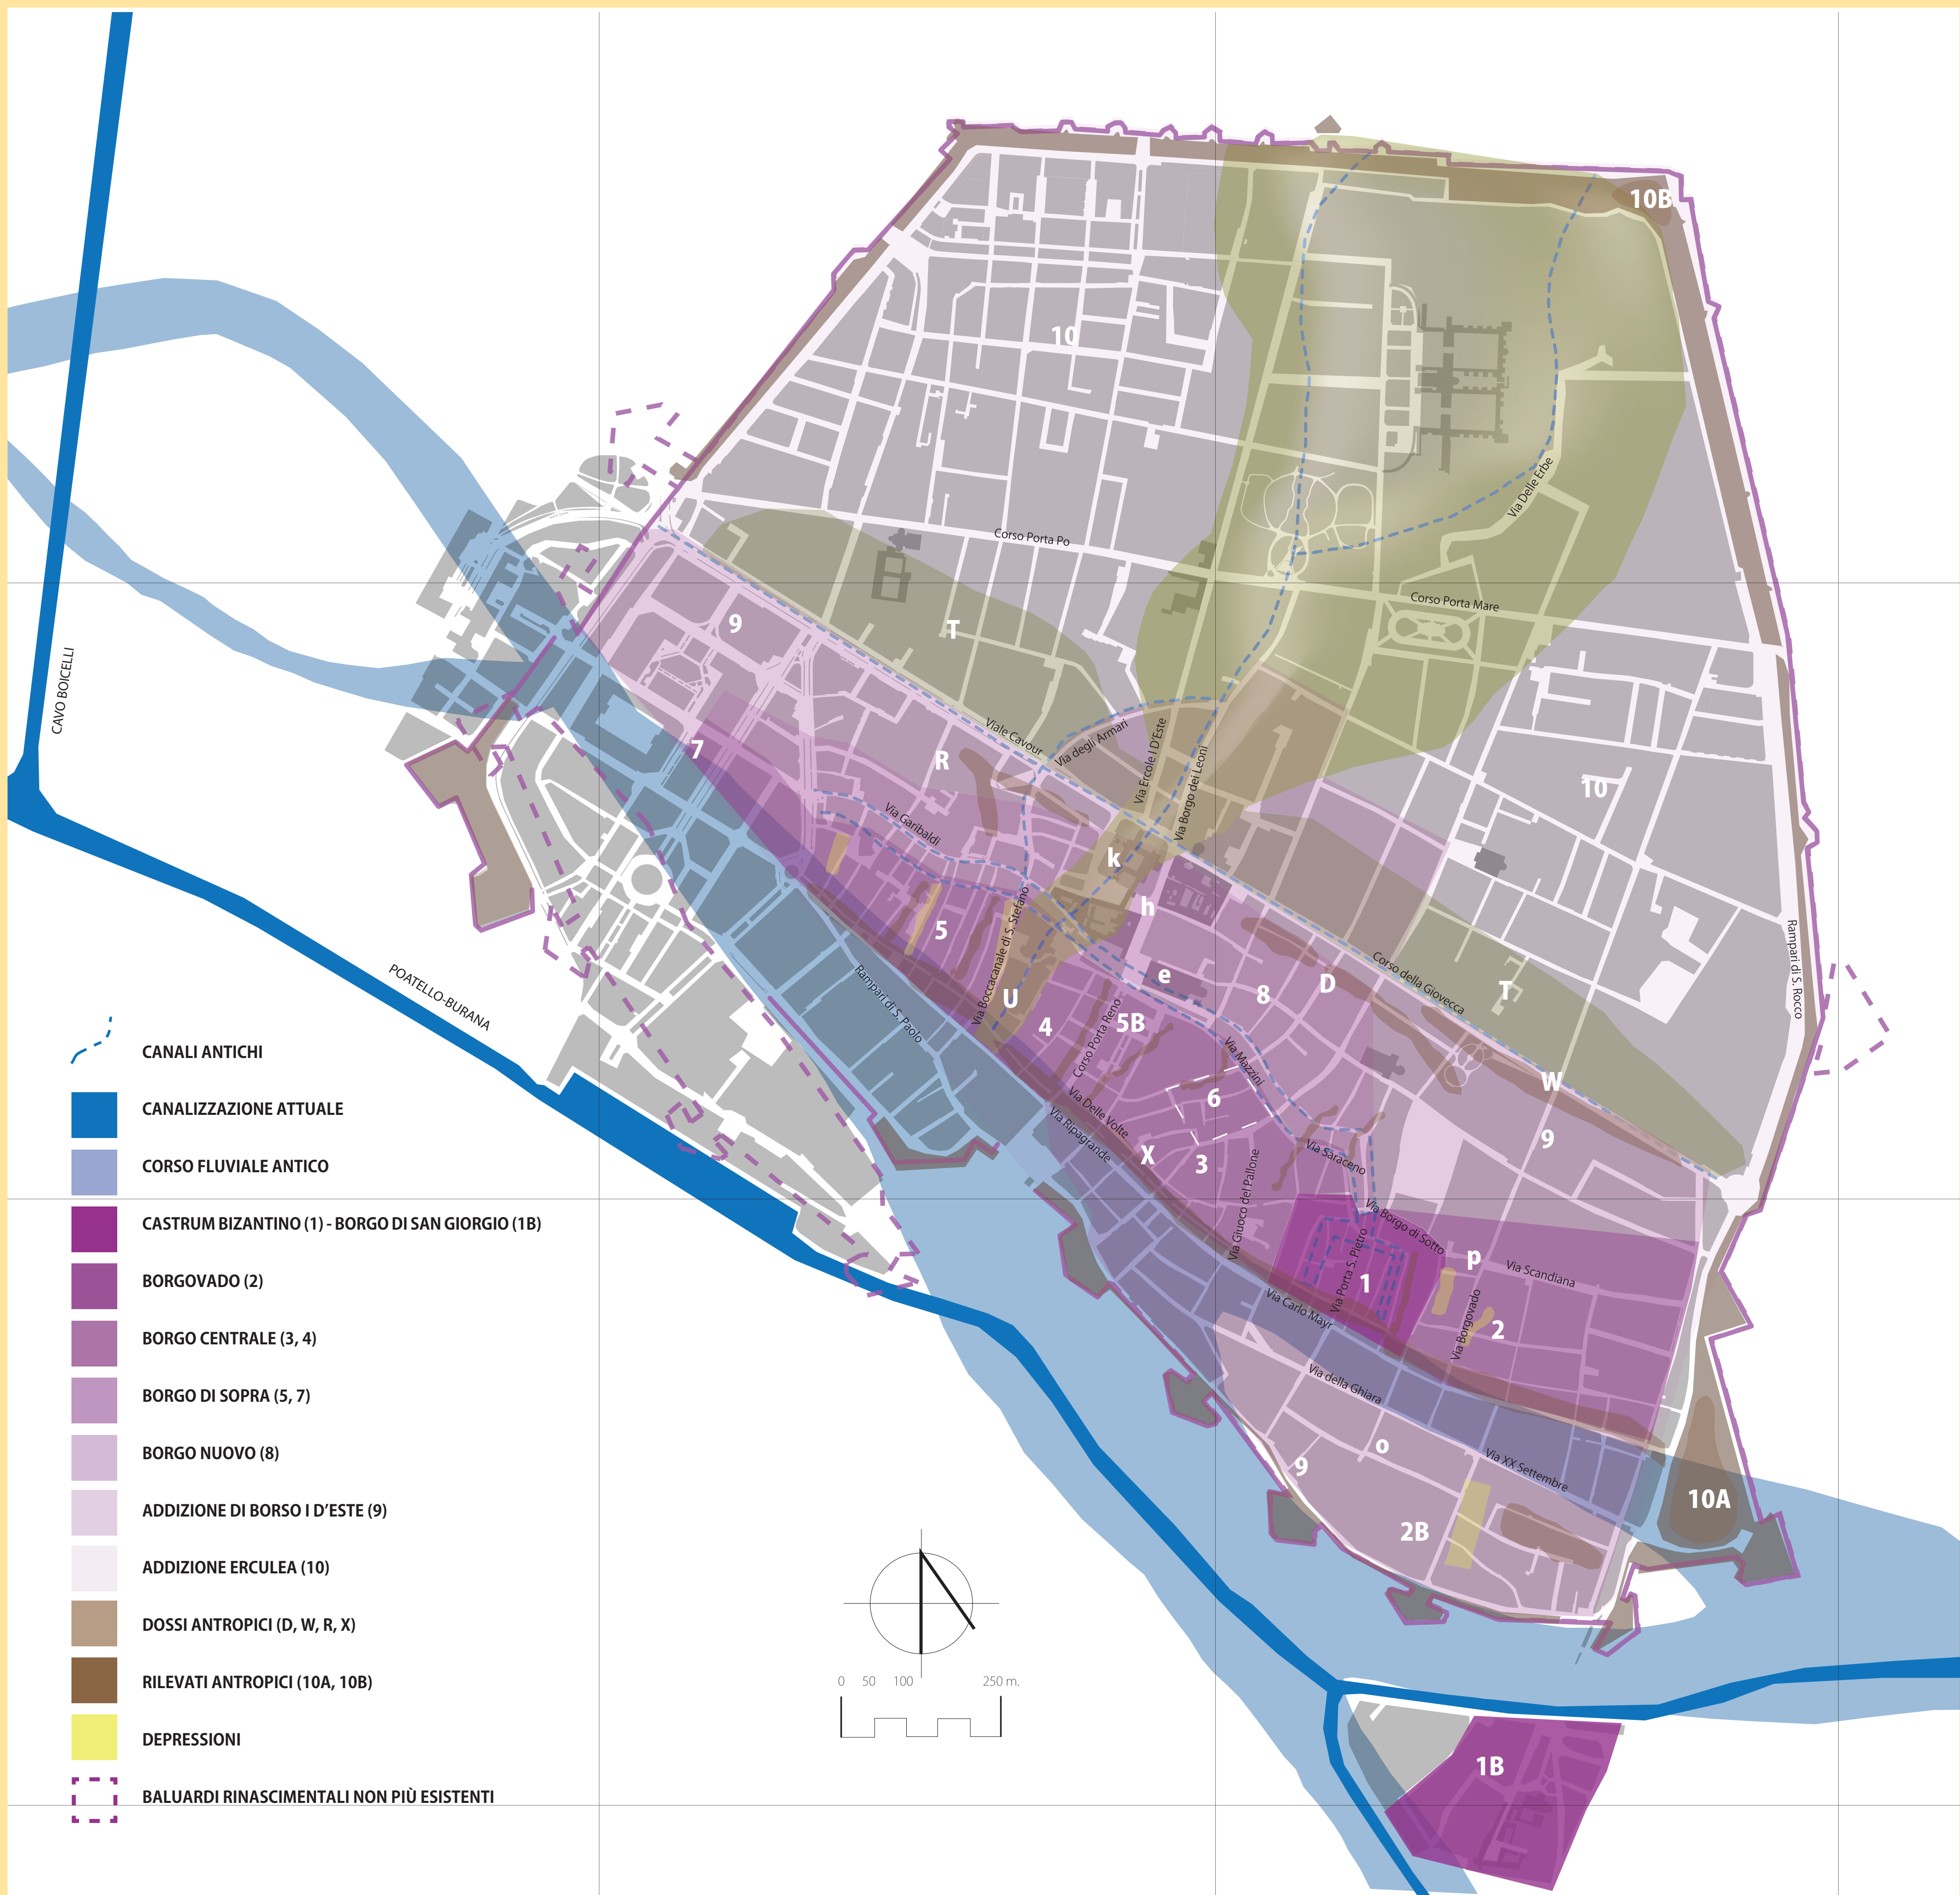 10B
10
Via Delle Erbe
Corso Porta Po
Corso Porta Mare
9
T
CAVO BOICELLI
7
R
Viale Cavour
Via degli Armari
Via Ercole I D'Este
Via Borgo dei Leoni
10
Via Garibaldi
k
h
5
e
Via Boccacanale di S. Stefano
U
8
D
Corso della Giovecca
T
Rampari di S. Rocco
POATELLO-BURANA
Rampari di S. Paolo
4
5B
Corso Porta Reno
Via Mazzini
W
6
9
Via Delle Volte
Via Ripagrande
X
3
Via Saraceno
Via Giuoco del Pallone
Via Borgo di Sotto
Via Porta S. Pietro
p
Via Scandiana
1
Via Carlo Mayr
Via Borgovado
2
Via della Ghiara
o
9
Via XX Settembre
10A
2B
1B
CANALI ANTICHI
CANALIZZAZIONE ATTUALE
CORSO FLUVIALE ANTICO
CASTRUM BIZANTINO (1) - BORGO DI SAN GIORGIO (1B)
BORGOVADO (2)
BORGO CENTRALE (3, 4)
BORGO DI SOPRA (5, 7)
BORGO NUOVO (8)
ADDIZIONE DI BORSO I D’ESTE (9)
ADDIZIONE ERCULEA (10)
DOSSI ANTROPICI (D, W, R, X)
RILEVATI ANTROPICI (10A, 10B)
DEPRESSIONI
BALUARDI RINASCIMENTALI NON PIÙ ESISTENTI
0 50 100 250 m.